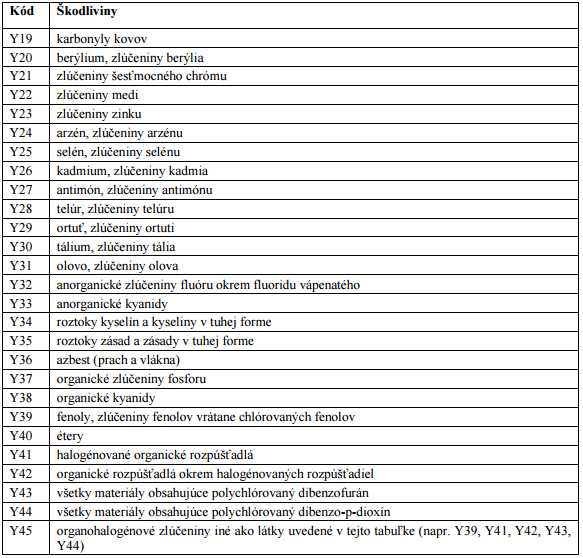 Kód Škodliviny
Y19 karbonyly kovov
Y20 berýlium, zlúčeniny berýlia
Y21 zlúčeniny šesťmocného chrómu
Y22 zlúčeniny medi
Y23 zlúčeniny zinku
Y24 arzén, zlúčeniny arzénu
Y25 selén, zlúčeniny selénu
Y26 kadmium, zlúčeniny kadmia
Y27 antimón, zlúčeniny antimónu
Y28 telúr, zlúčeniny telúru
Y29 ortuť, zlúčeniny ortuti
Y30 tálium, zlúčeniny tália
Y31 olovo, zlúčeniny olova
Y32 anorganické zlúčeniny fluóru okrem fluoridu vápenatého
Y33 anorganické kyanidy
Y34 roztoky kyselín a kyseliny v tuhej forme
Y35 roztoky zásad a zásady v tuhej forme
Y36 azbest (prach a vlákna)
Y37 organické zlúčeniny fosforu
Y38 organické kyanidy
Y39 fenoly, zlúčeniny fenolov vrátane chlórovaných fenolov
Y40 étery
Y41 halogénované organické rozpúšťadlá
Y42 organické rozpúšťadlá okrem halogénovaných rozpúšťadiel
Y43 všetky materiály obsahujúce polychlórovaný dibenzofurán
Y44 všetky materiály obsahujúce polychlórovaný dibenzo-p-dioxín
Y45 organohalogénové zlúčeniny iné ako látky uvedené v tejto tabuľke (napr. Y39, Y41, Y42, Y43,
Y44)